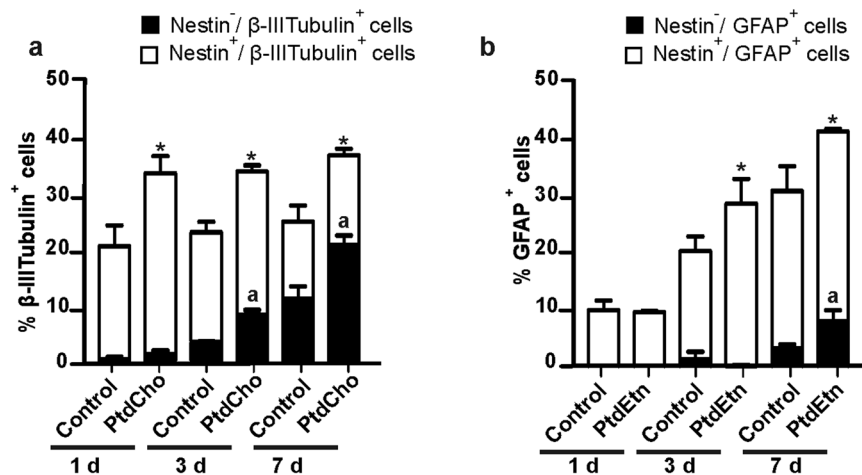 a
■ Nestin⁻/ β-IIITubulin⁺ cells
□ Nestin⁺/ β-IIITubulin⁺ cells
% β-IIITubulin⁺ cells
50
40
30
20
10
0
*
*
*
a
a
Control
PtdCho
Control
PtdCho
Control
PtdCho
1 d
3 d
7 d
b
■ Nestin⁻/ GFAP⁺ cells
□ Nestin⁺/ GFAP⁺ cells
% GFAP⁺ cells
50
40
30
20
10
0
*
*
a
Control
PtdEtn
Control
PtdEtn
Control
PtdEtn
1 d
3 d
7 d